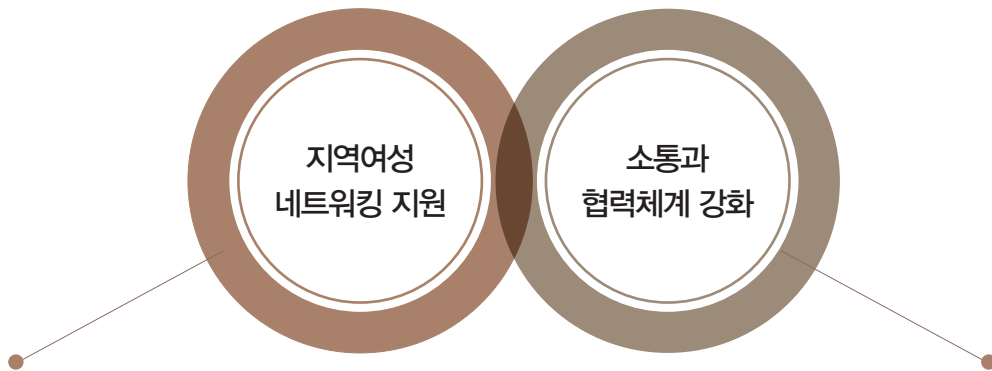 지역여성
네트워킹 지원
소통과
협력체계 강화